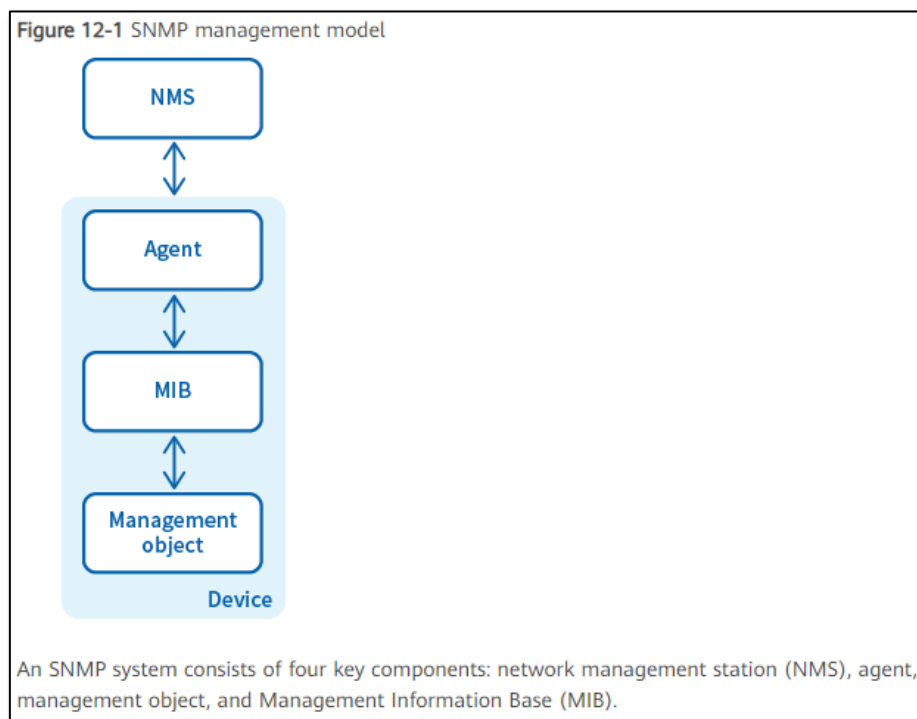 Figure 12-1 SNMP management model
NMS
Agent
MIB
Management
object
Device
An SNMP system consists of four key components: network management station (NMS), agent,
management object, and Management Information Base (MIB).